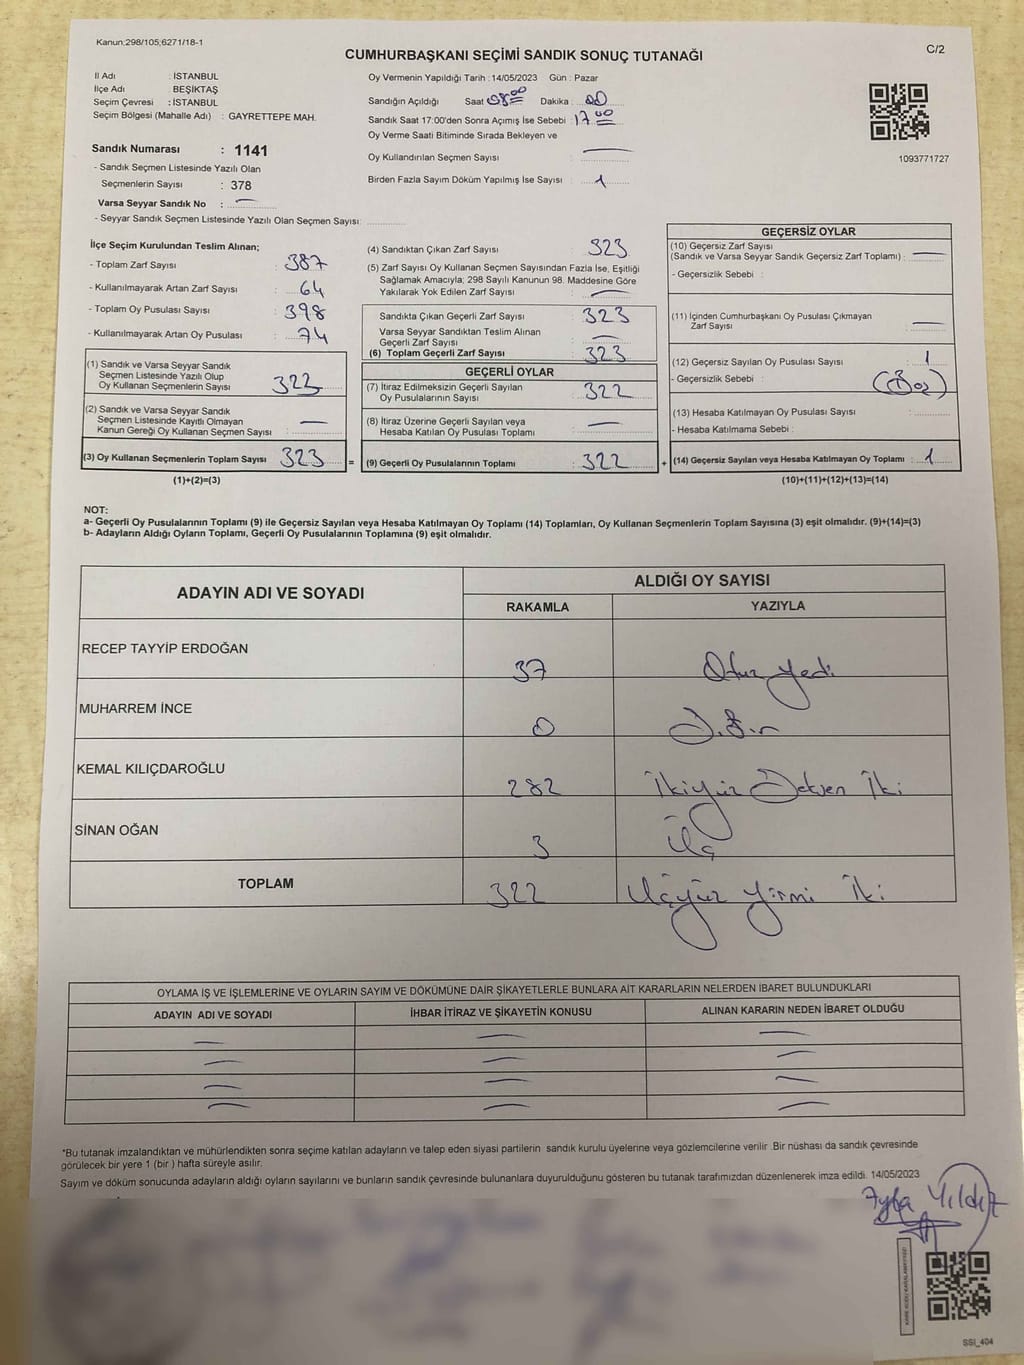 Kanun:298/105;6271/18-1
C/2
CUMHURBAŞKANI SEÇİMİ SANDIK SONUÇ TUTANAĞI
İl Adı : İSTANBUL
İlçe Adı : BEŞİKTAŞ
Seçim Çevresi : İSTANBUL
Seçim Bölgesi (Mahalle Adı) : GAYRETTEPE MAH.
Sandık Numarası : 1141
- Sandık Seçmen Listesinde Yazılı Olan
Seçmenlerin Sayısı : 378
Varsa Seyyar Sandık No : —
- Seyyar Sandık Seçmen Listesinde Yazılı Olan Seçmen Sayısı:
Oy Vermenin Yapıldığı Tarih : 14/05/2023 Gün : Pazar
Sandığın Açıldığı Saat 08:00 Dakika : 00
Sandık Saat 17:00'den Sonra Açımış İse Sebebi : 17 00
Oy Verme Saati Bitiminde Sırada Bekleyen ve
Oy Kullandırılan Seçmen Sayısı : —
Birden Fazla Sayım Döküm Yapılmış İse Sayısı : 1
1093771727
İlçe Seçim Kurulundan Teslim Alınan;
- Toplam Zarf Sayısı : 387
- Kullanılmayarak Artan Zarf Sayısı : 64
- Toplam Oy Pusulası Sayısı : 398
- Kullanılmayarak Artan Oy Pusulası : 74
(1) Sandık ve Varsa Seyyar Sandık
Seçmen Listesinde Yazılı Olup
Oy Kullanan Seçmenlerin Sayısı : 323
(2) Sandık ve Varsa Seyyar Sandık
Seçmen Listesinde Kayıtlı Olmayan
Kanun Gereği Oy Kullanan Seçmen Sayısı : —
(3) Oy Kullanan Seçmenlerin Toplam Sayısı : 323 =
(1)+(2)=(3)
(4) Sandıktan Çıkan Zarf Sayısı : 323
(5) Zarf Sayısı Oy Kullanan Seçmen Sayısından Fazla İse, Eşitliği
Sağlamak Amacıyla; 298 Sayılı Kanunun 98. Maddesine Göre
Yakılarak Yok Edilen Zarf Sayısı : —
Sandıkta Çıkan Geçerli Zarf Sayısı : 323
Varsa Seyyar Sandıktan Teslim Alınan
Geçerli Zarf Sayısı : —
(6) Toplam Geçerli Zarf Sayısı : 323
GEÇERLİ OYLAR
(7) İtiraz Edilmeksizin Geçerli Sayılan
Oy Pusulalarının Sayısı : 322
(8) İtiraz Üzerine Geçerli Sayılan veya
Hesaba Katılan Oy Pusulası Toplamı : —
(9) Geçerli Oy Pusulalarının Toplamı : 322 +
GEÇERSİZ OYLAR
(10) Geçersiz Zarf Sayısı
(Sandık ve Varsa Seyyar Sandık Geçersiz Zarf Toplamı) : —
- Geçersizlik Sebebi :
(11) İçinden Cumhurbaşkanı Oy Pusulası Çıkmayan
Zarf Sayısı : —
(12) Geçersiz Sayılan Oy Pusulası Sayısı : 1
- Geçersizlik Sebebi :
(13) Hesaba Katılmayan Oy Pusulası Sayısı :
- Hesaba Katılmama Sebebi :
(14) Geçersiz Sayılan veya Hesaba Katılmayan Oy Toplamı : 1
(10)+(11)+(12)+(13)=(14)
NOT:
a- Geçerli Oy Pusulalarının Toplamı (9) ile Geçersiz Sayılan veya Hesaba Katılmayan Oy Toplamı (14) Toplamları, Oy Kullanan Seçmenlerin Toplam Sayısına (3) eşit olmalıdır. (9)+(14)=(3)
b- Adayların Aldığı Oyların Toplamı, Geçerli Oy Pusulalarının Toplamına (9) eşit olmalıdır.
ADAYIN ADI VE SOYADI
ALDIĞI OY SAYISI
RAKAMLA YAZIYLA
RECEP TAYYİP ERDOĞAN 37 Otuz yedi
MUHARREM İNCE 0
KEMAL KILIÇDAROĞLU 282 İkiyüz Seksen İki
SİNAN OĞAN 3 Üç
TOPLAM 322 Üçyüz yirmi İki
OYLAMA İŞ VE İŞLEMLERİNE VE OYLARIN SAYIM VE DÖKÜMÜNE DAİR ŞİKAYETLERLE BUNLARA AİT KARARLARIN NELERDEN İBARET BULUNDUKLARI
ADAYIN ADI VE SOYADI İHBAR İTİRAZ VE ŞİKAYETİN KONUSU ALINAN KARARIN NEDEN İBARET OLDUĞU
*Bu tutanak imzalandıktan ve mühürlendikten sonra seçime katılan adayların ve talep eden siyasi partilerin sandık kurulu üyelerine veya gözlemcilerine verilir. Bir nüshası da sandık çevresinde
görülecek bir yere 1 (bir ) hafta süreyle asılır.
Sayım ve döküm sonucunda adayların aldığı oyların sayılarını ve bunların sandık çevresinde bulunanlara duyurulduğunu gösteren bu tutanak tarafımızdan düzenlenerek imza edildi. 14/05/2023
Yıldız
SSI_404